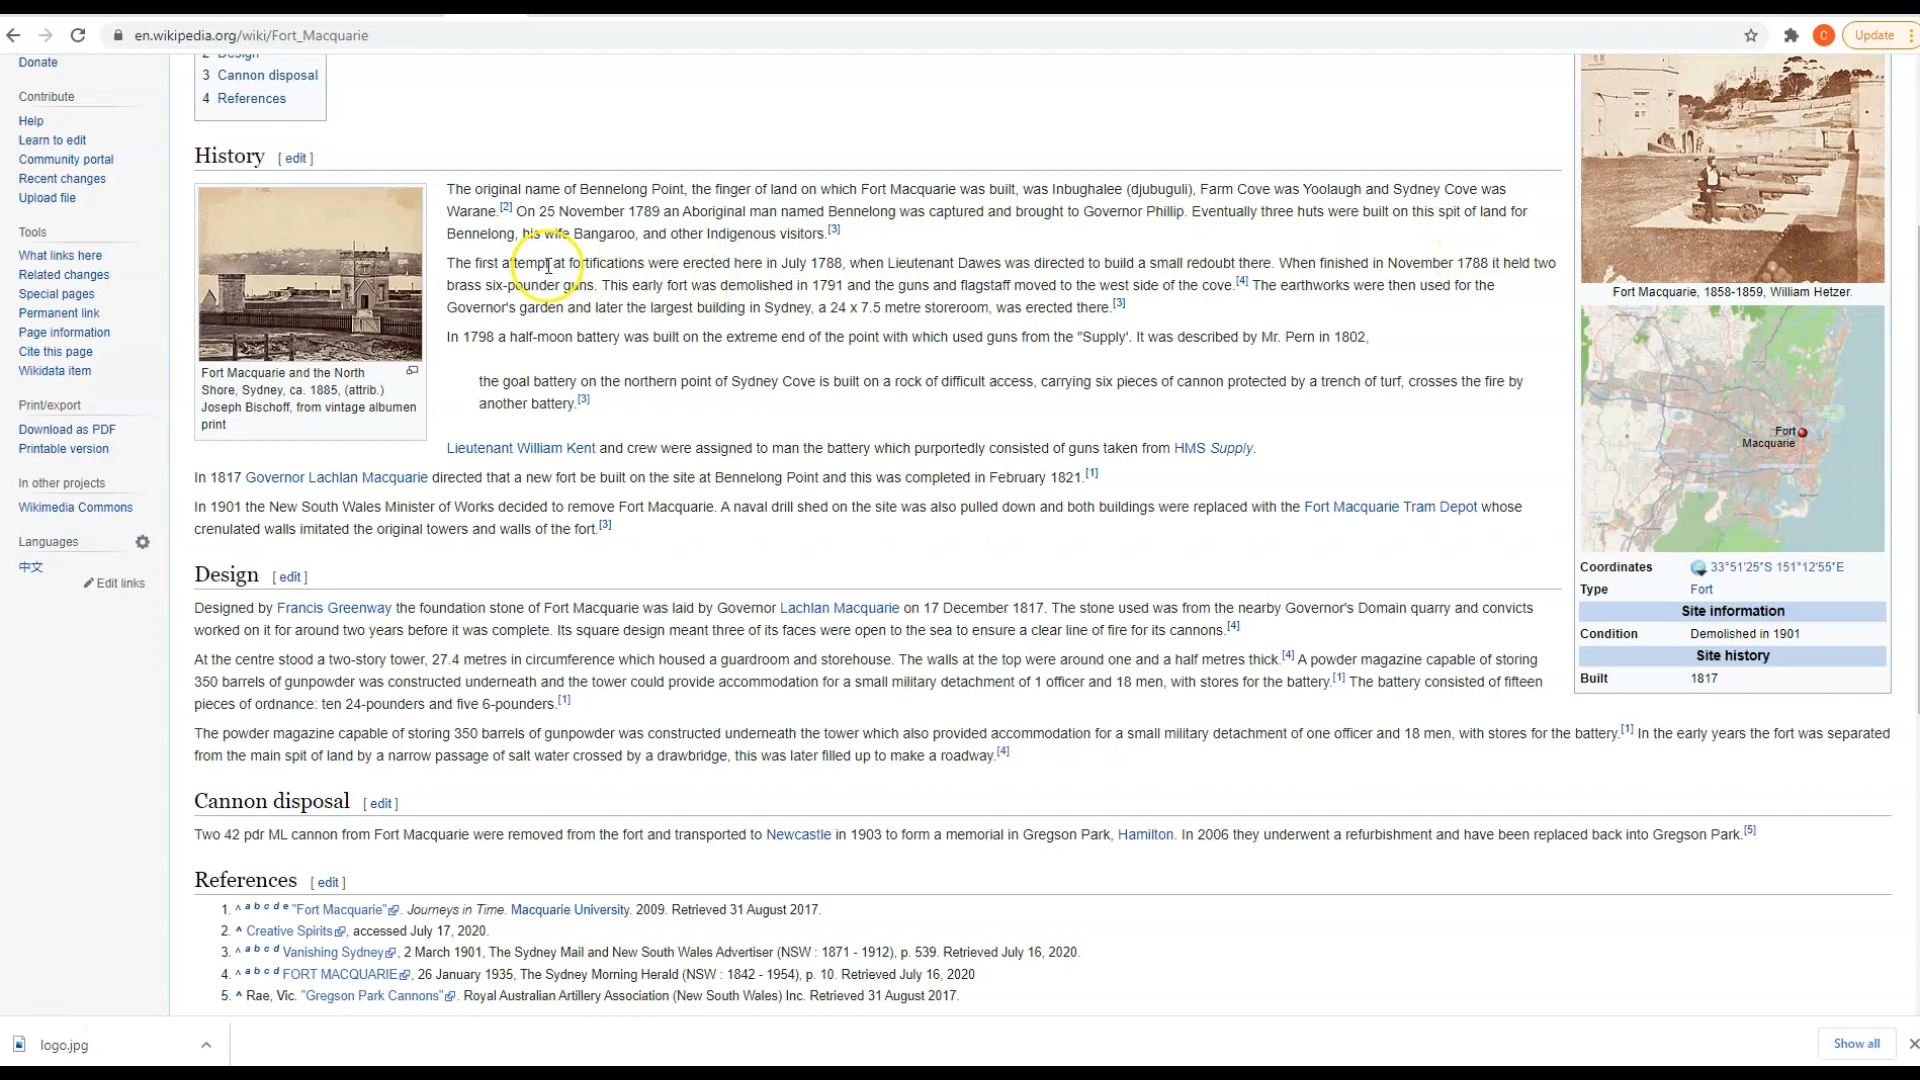 en.wikipedia.org/wiki/Fort_Macquarie
C
Update
Donate
Contribute
Help
Learn to edit
Community portal
Recent changes
Upload file
Tools
What links here
Related changes
Special pages
Permanent link
Page information
Cite this page
Wikidata item
Print/export
Download as PDF
Printable version
In other projects
Wikimedia Commons
Languages
中文
Edit links
2 Design
3 Cannon disposal
4 References
History [ edit ]
Fort Macquarie and the North
Shore, Sydney, ca. 1885, (attrib.)
Joseph Bischoff, from vintage albumen
print
The original name of Bennelong Point, the finger of land on which Fort Macquarie was built, was Inbughalee (djubuguli), Farm Cove was Yoolaugh and Sydney Cove was
Warane.[2] On 25 November 1789 an Aboriginal man named Bennelong was captured and brought to Governor Phillip. Eventually three huts were built on this spit of land for
Bennelong, his wife Bangaroo, and other Indigenous visitors.[3]
The first attempt at fortifications were erected here in July 1788, when Lieutenant Dawes was directed to build a small redoubt there. When finished in November 1788 it held two
brass six-pounder guns. This early fort was demolished in 1791 and the guns and flagstaff moved to the west side of the cove.[4] The earthworks were then used for the
Governor's garden and later the largest building in Sydney, a 24 x 7.5 metre storeroom, was erected there.[3]
In 1798 a half-moon battery was built on the extreme end of the point with which used guns from the "Supply'. It was described by Mr. Pern in 1802,
the goal battery on the northern point of Sydney Cove is built on a rock of difficult access, carrying six pieces of cannon protected by a trench of turf, crosses the fire by
another battery.[3]
Lieutenant William Kent and crew were assigned to man the battery which purportedly consisted of guns taken from HMS Supply.
In 1817 Governor Lachlan Macquarie directed that a new fort be built on the site at Bennelong Point and this was completed in February 1821.[1]
In 1901 the New South Wales Minister of Works decided to remove Fort Macquarie. A naval drill shed on the site was also pulled down and both buildings were replaced with the Fort Macquarie Tram Depot whose
crenulated walls imitated the original towers and walls of the fort.[3]
Design [ edit ]
Designed by Francis Greenway the foundation stone of Fort Macquarie was laid by Governor Lachlan Macquarie on 17 December 1817. The stone used was from the nearby Governor's Domain quarry and convicts
worked on it for around two years before it was complete. Its square design meant three of its faces were open to the sea to ensure a clear line of fire for its cannons.[4]
At the centre stood a two-story tower, 27.4 metres in circumference which housed a guardroom and storehouse. The walls at the top were around one and a half metres thick.[4] A powder magazine capable of storing
350 barrels of gunpowder was constructed underneath and the tower could provide accommodation for a small military detachment of 1 officer and 18 men, with stores for the battery.[1] The battery consisted of fifteen
pieces of ordnance: ten 24-pounders and five 6-pounders.[1]
The powder magazine capable of storing 350 barrels of gunpowder was constructed underneath the tower which also provided accommodation for a small military detachment of one officer and 18 men, with stores for the battery.[1] In the early years the fort was separated
from the main spit of land by a narrow passage of salt water crossed by a drawbridge, this was later filled up to make a roadway.[4]
Cannon disposal [ edit ]
Two 42 pdr ML cannon from Fort Macquarie were removed from the fort and transported to Newcastle in 1903 to form a memorial in Gregson Park, Hamilton. In 2006 they underwent a refurbishment and have been replaced back into Gregson Park.[5]
References [ edit ]
1. ^ a b c d e "Fort Macquarie". Journeys in Time. Macquarie University. 2009. Retrieved 31 August 2017.
2. ^ Creative Spirits, accessed July 17, 2020.
3. ^ a b c d Vanishing Sydney, 2 March 1901, The Sydney Mail and New South Wales Advertiser (NSW : 1871 - 1912), p. 539. Retrieved July 16, 2020.
4. ^ a b c d FORT MACQUARIE, 26 January 1935, The Sydney Morning Herald (NSW : 1842 - 1954), p. 10. Retrieved July 16, 2020
5. ^ Rae, Vic. "Gregson Park Cannons". Royal Australian Artillery Association (New South Wales) Inc. Retrieved 31 August 2017.
Fort Macquarie, 1858-1859, William Hetzer.
Fort
Macquarie
Coordinates 33°51'25"S 151°12'55"E
Type Fort
Site information
Condition Demolished in 1901
Site history
Built 1817
logo.jpg
Show all